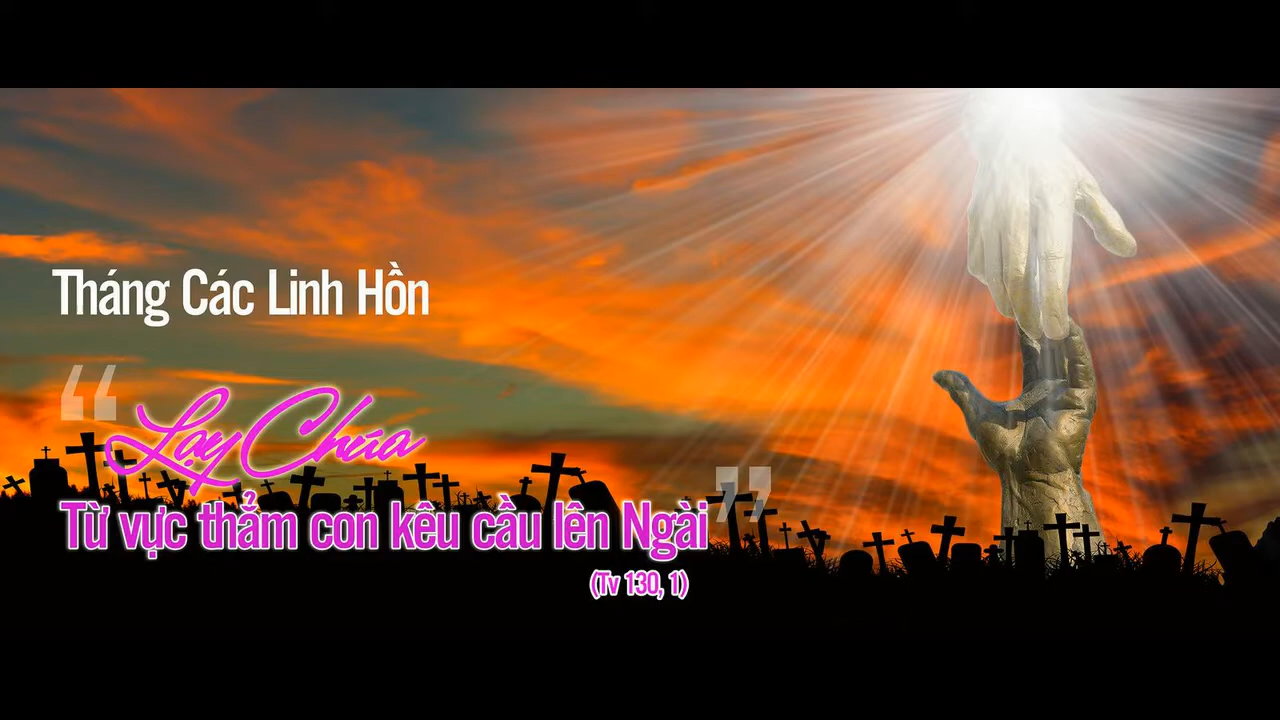 Tháng Các Linh Hồn
“Lạy Chúa
Từ vực thẳm con kêu cầu lên Ngài”
(Tv 130, 1)